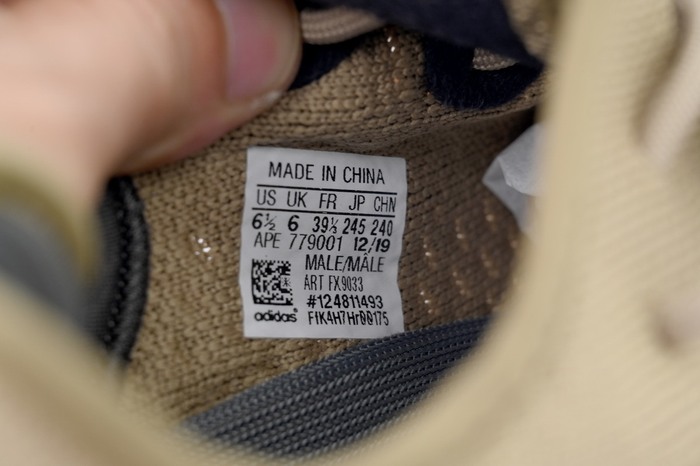 MADE IN CHINA
US UK FR JP CHN
6½ 6 39⅓ 245 240
APE 779001 12/19
MALE/MÂLE
ART FX9033
#124811493
adidas® F1K4H7Hr00175